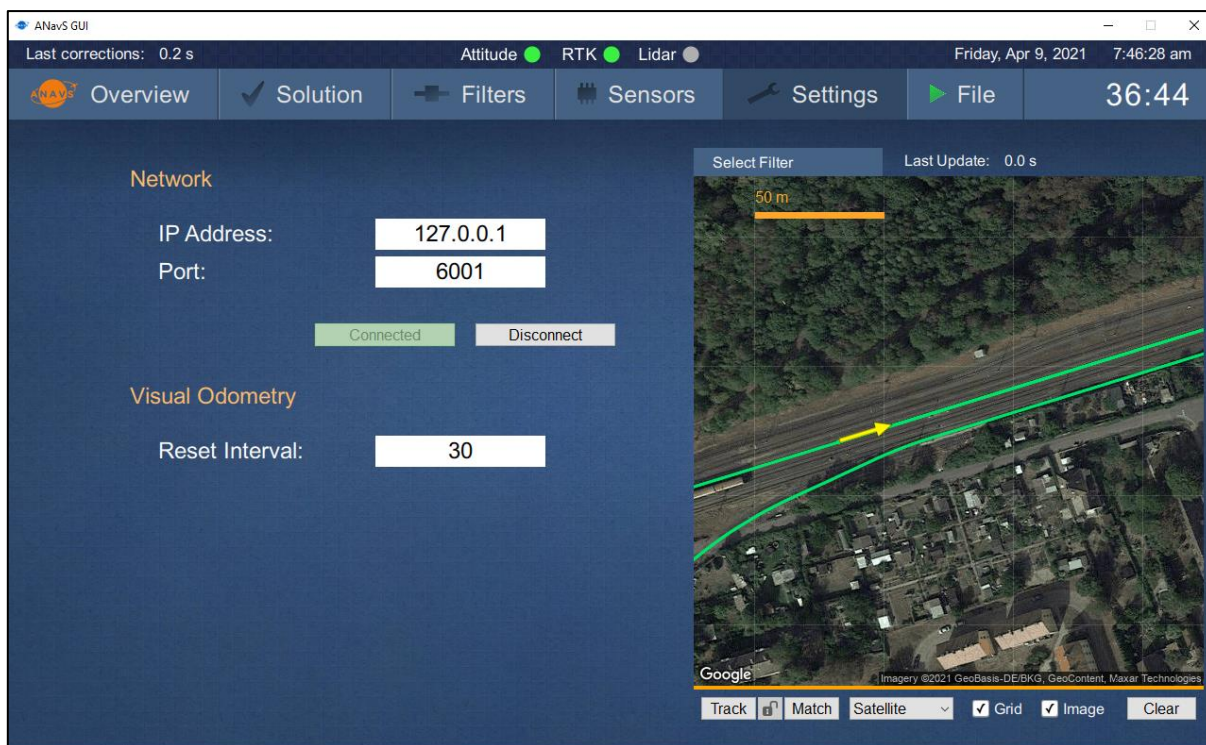 ANavS GUI
Last corrections: 0.2 s
Attitude RTK Lidar
Friday, Apr 9, 2021 7:46:28 am
ANAVS Overview Solution Filters Sensors Settings File 36:44
Network
IP Address: 127.0.0.1
Port: 6001
Connected Disconnect
Visual Odometry
Reset Interval: 30
Select Filter Last Update: 0.0 s
50 m
Google
Imagery ©2021 GeoBasis-DE/BKG, GeoContent, Maxar Technologies
Track Match Satellite Grid Image Clear